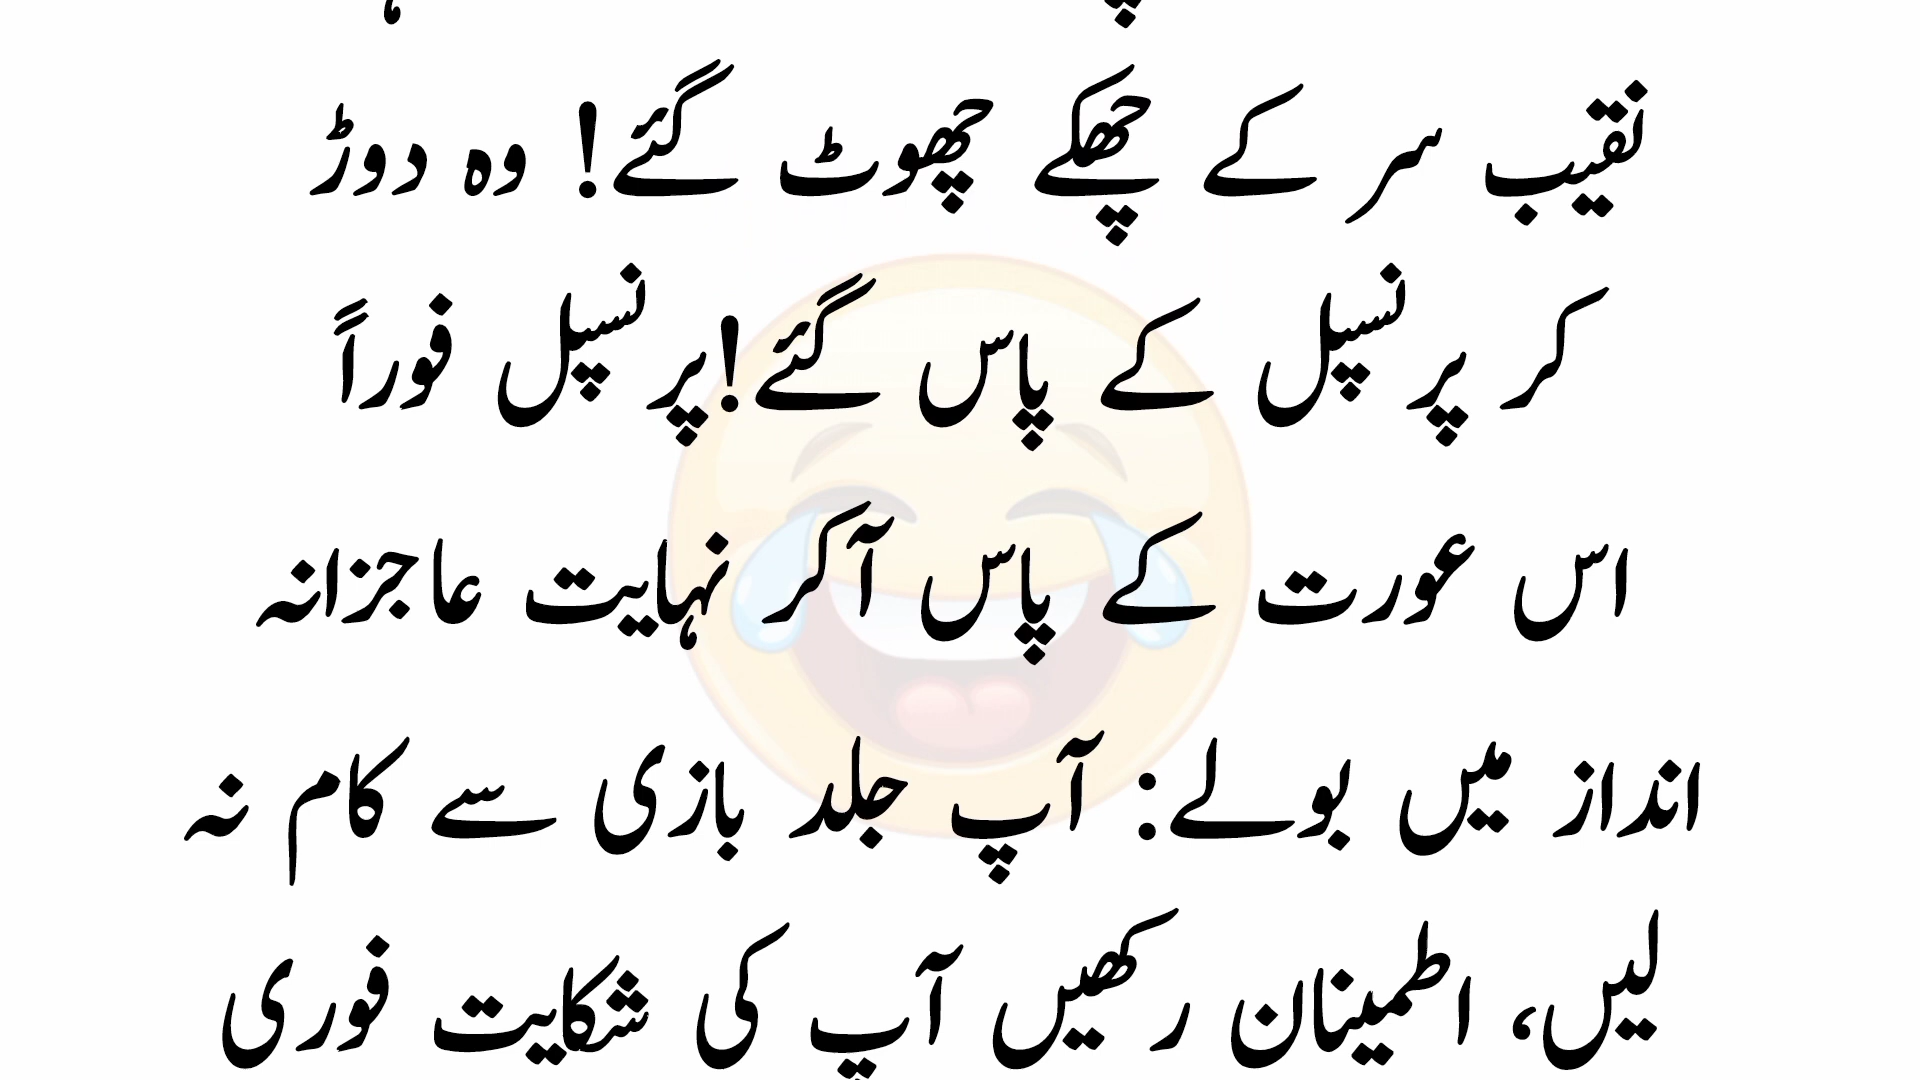 نقیب سر کے چھکے چھوٹ گئے! وہ دوڑ
کر پرنسپل کے پاس گئے!پرنسپل فوراً
اس عورت کے پاس آکر نہایت عاجزانہ
انداز میں بولے: آپ جلد بازی سے کام نہ
لیں، اطمینان رکھیں آپ کی شکایت فوری